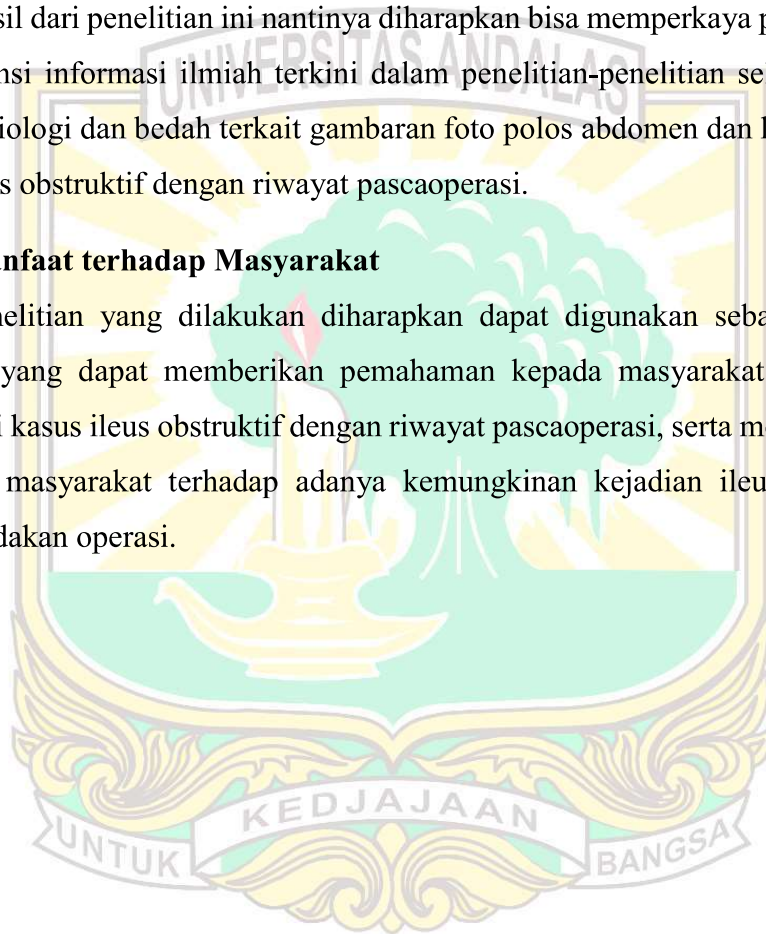 UNIVERSITAS ANDALAS
sil dari penelitian ini nantinya diharapkan bisa memperkaya p
nsi informasi ilmiah terkini dalam penelitian-penelitian se
iologi dan bedah terkait gambaran foto polos abdomen dan
s obstruktif dengan riwayat pascaoperasi.
nfaat terhadap Masyarakat
nelitian yang dilakukan diharapkan dapat digunakan seba
yang dapat memberikan pemahaman kepada masyarakat
i kasus ileus obstruktif dengan riwayat pascaoperasi, serta m
masyarakat terhadap adanya kemungkinan kejadian ileu
dakan operasi.
UNTUK KEDJAJAAN BANGSA